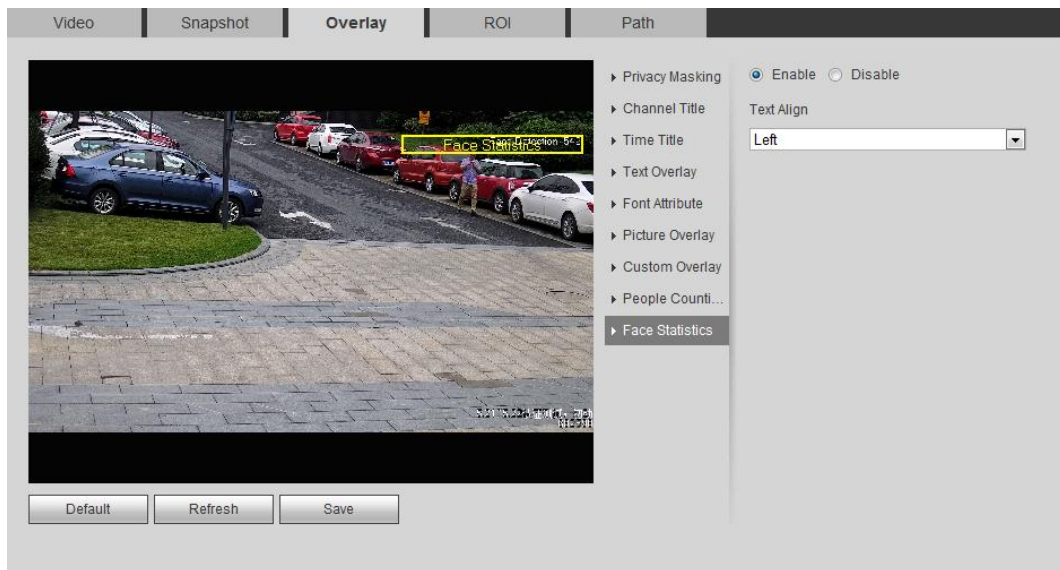 Video
Snapshot
Overlay
ROI
Path
Face Statistics
Privacy Masking
Channel Title
Time Title
Text Overlay
Font Attribute
Picture Overlay
Custom Overlay
People Counti...
Face Statistics
Enable
Disable
Text Align
Left
Default
Refresh
Save